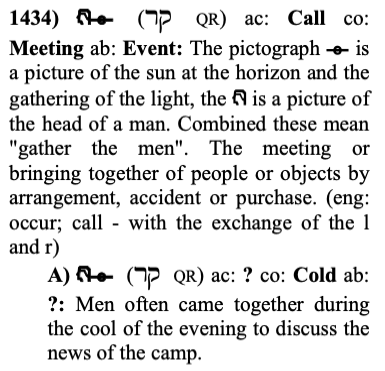 1434) (קר QR) ac: Call co:
Meeting ab: Event: The pictograph is
a picture of the sun at the horizon and the
gathering of the light, the is a picture of
the head of a man. Combined these mean
"gather the men". The meeting or
bringing together of people or objects by
arrangement, accident or purchase. (eng:
occur; call - with the exchange of the l
and r)
A) (קר QR) ac: ? co: Cold ab:
?: Men often came together during
the cool of the evening to discuss the
news of the camp.